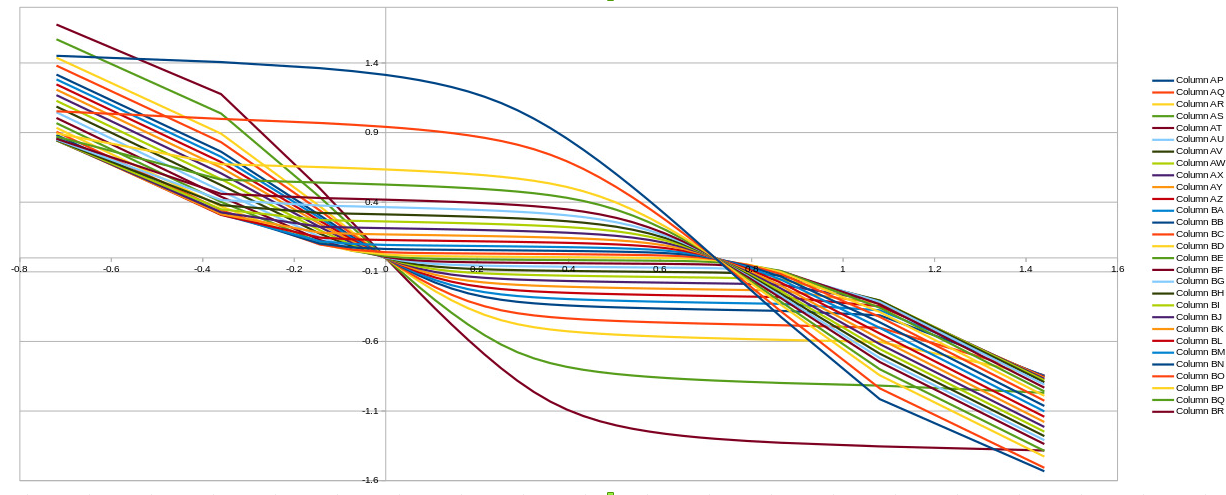 1.4
0.9
0.4
-0.8 -0.6 -0.4 -0.2 0 0.2 0.4 0.6 0.8 1 1.2 1.4 1.6
-0.1
-0.6
-1.1
-1.6
Column AP
Column AQ
Column AR
Column AS
Column AT
Column AU
Column AV
Column AW
Column AX
Column AY
Column AZ
Column BA
Column BB
Column BC
Column BD
Column BE
Column BF
Column BG
Column BH
Column BI
Column BJ
Column BK
Column BL
Column BM
Column BN
Column BO
Column BP
Column BQ
Column BR